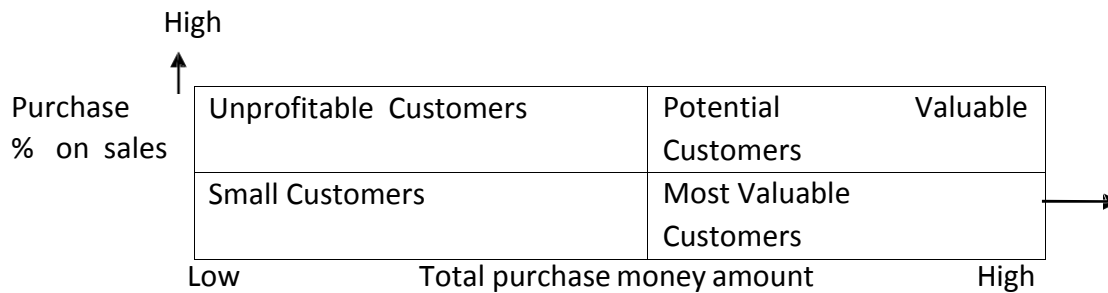 High
Purchase
% on sales
Unprofitable Customers
Potential Valuable
Customers
Small Customers
Most Valuable
Customers
Low Total purchase money amount High